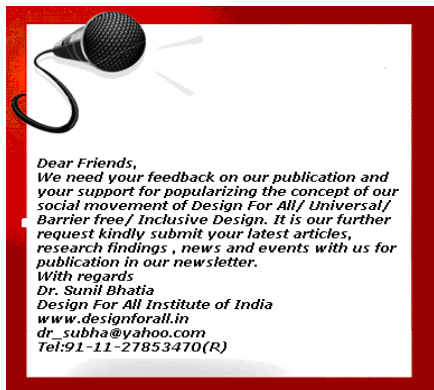 Dear Friends,
We need your feedback on our publication and
your support for popularizing the concept of our
social movement of Design For All/ Universal/
Barrier free/ Inclusive Design. It is our further
request kindly submit your latest articles,
research findings , news and events with us for
publication in our newsletter.
With regards
Dr. Sunil Bhatia
Design For All Institute of India
www.designforall.in
dr_subha@yahoo.com
Tel:91-11-27853470(R)